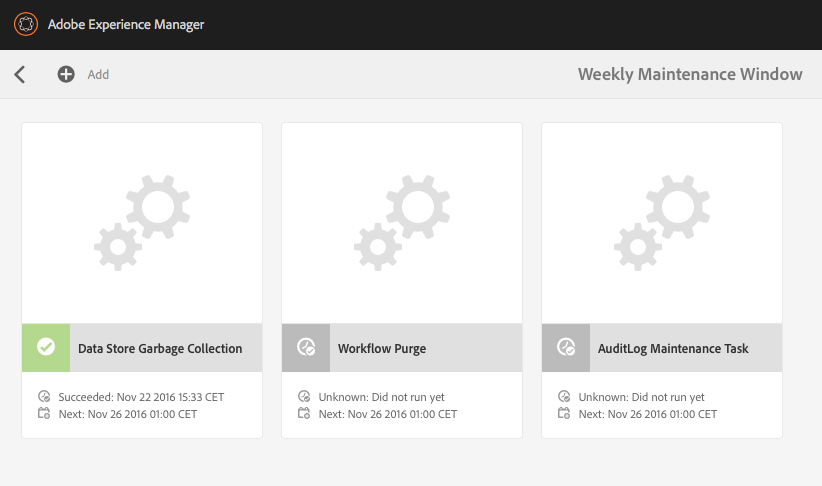 Adobe Experience Manager
Add
Weekly Maintenance Window
Data Store Garbage Collection
Succeeded: Nov 22 2016 15:33 CET
Next: Nov 26 2016 01:00 CET
Workflow Purge
Unknown: Did not run yet
Next: Nov 26 2016 01:00 CET
AuditLog Maintenance Task
Unknown: Did not run yet
Next: Nov 26 2016 01:00 CET